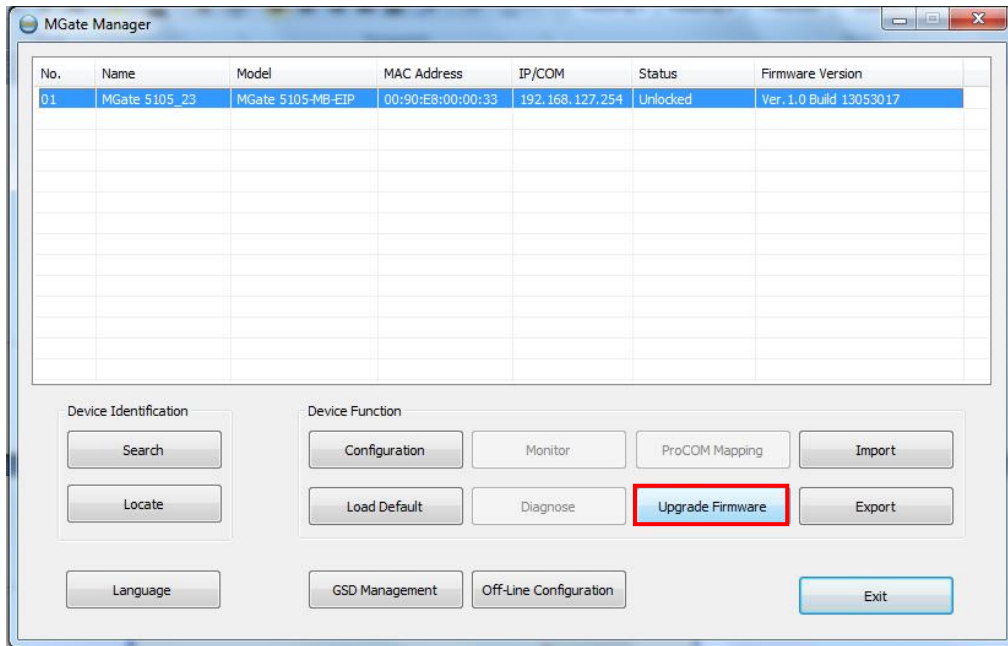 MGate Manager
No. Name Model MAC Address IP/COM Status Firmware Version
01 MGate 5105_23 MGate 5105-MB-EIP 00:90:E8:00:00:33 192.168.127.254 Unlocked Ver.1.0 Build 13053017
Device Identification Device Function
Search Configuration Monitor ProCOM Mapping Import
Locate Load Default Diagnose Upgrade Firmware Export
Language GSD Management Off-Line Configuration Exit